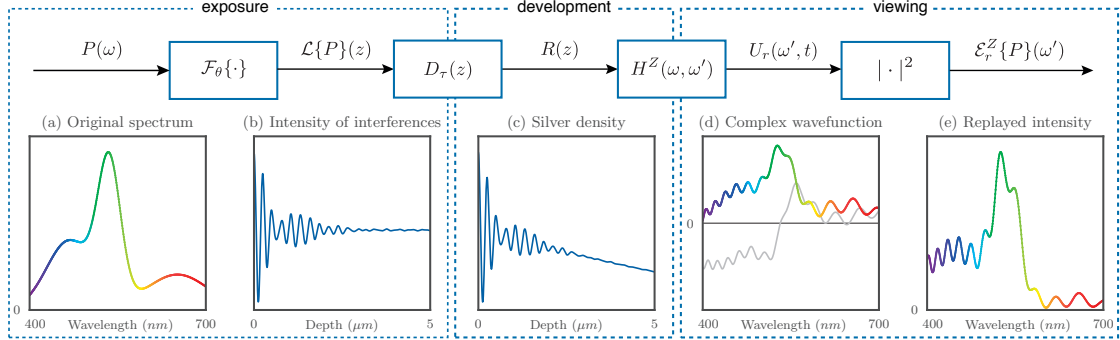 exposure development viewing
P(ω) ℒ{P}(z) R(z) U_r(ω′, t) ℰ_r^Z{P}(ω′)
ℱ_θ{·} D_τ(z) H^Z(ω, ω′) | · |²
(a) Original spectrum (b) Intensity of interferences (c) Silver density (d) Complex wavefunction (e) Replayed intensity
0 0
400 Wavelength (nm) 700 0 Depth (μm) 5 0 Depth (μm) 5 400 Wavelength (nm) 700 400 Wavelength (nm) 700
0